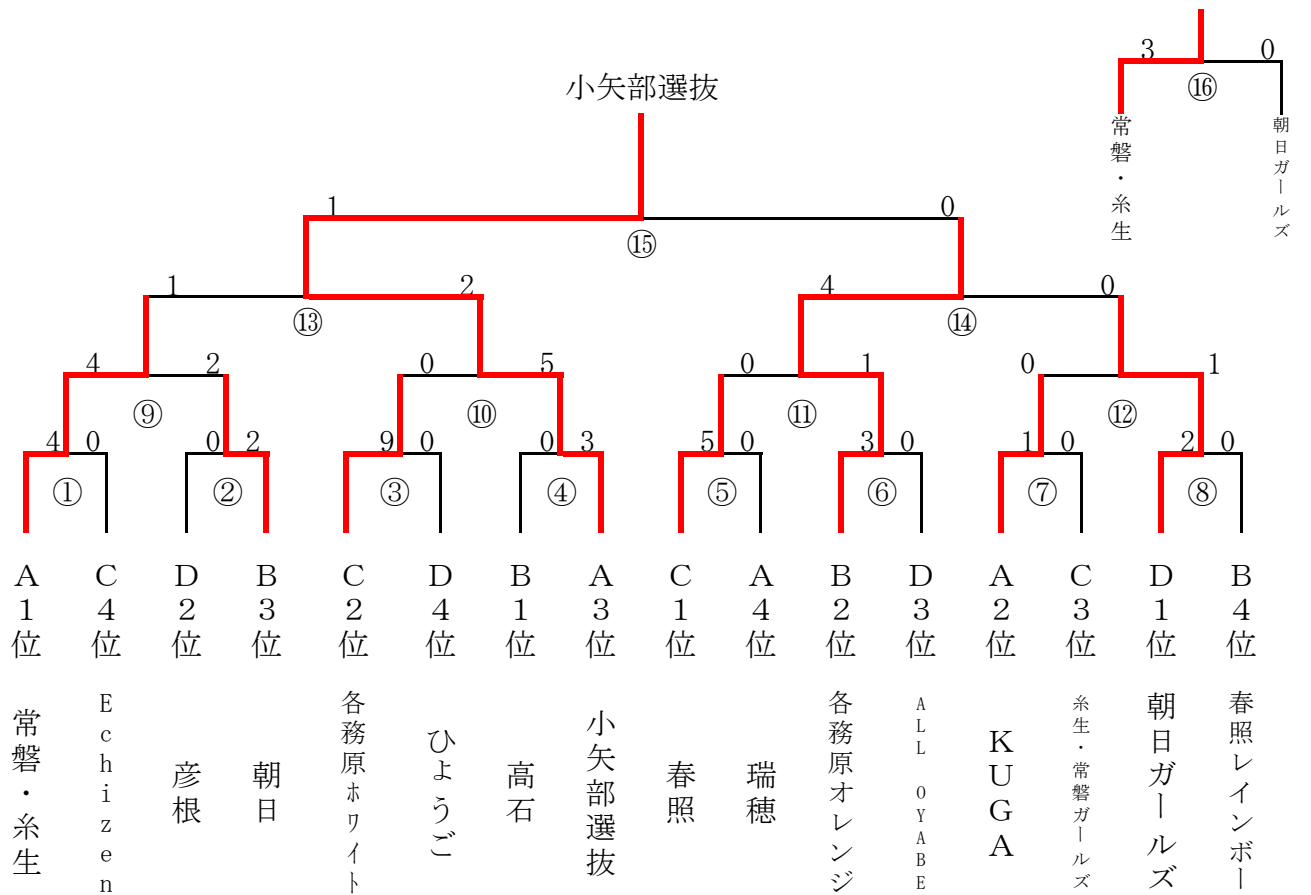 3 0
⑯
常磐・糸生
朝日ガールズ
小矢部選抜
1 0
⑮
1 2 4 0
⑬ ⑭
4 2 0 5 0 1 0 1
⑨ ⑩ ⑪ ⑫
4 0 0 2 9 0 0 3 5 0 3 0 1 0 2 0
① ② ③ ④ ⑤ ⑥ ⑦ ⑧
A1位
C4位
D2位
B3位
C2位
D4位
B1位
A3位
C1位
A4位
B2位
D3位
A2位
C3位
D1位
B4位
常磐・糸生
Echizen
彦根
朝日
各務原ホワイト
ひょうご
高石
小矢部選抜
春照
瑞穂
各務原オレンジ
ALL OYABE
KUGA
糸生・常磐ガールズ
朝日ガールズ
春照レインボー